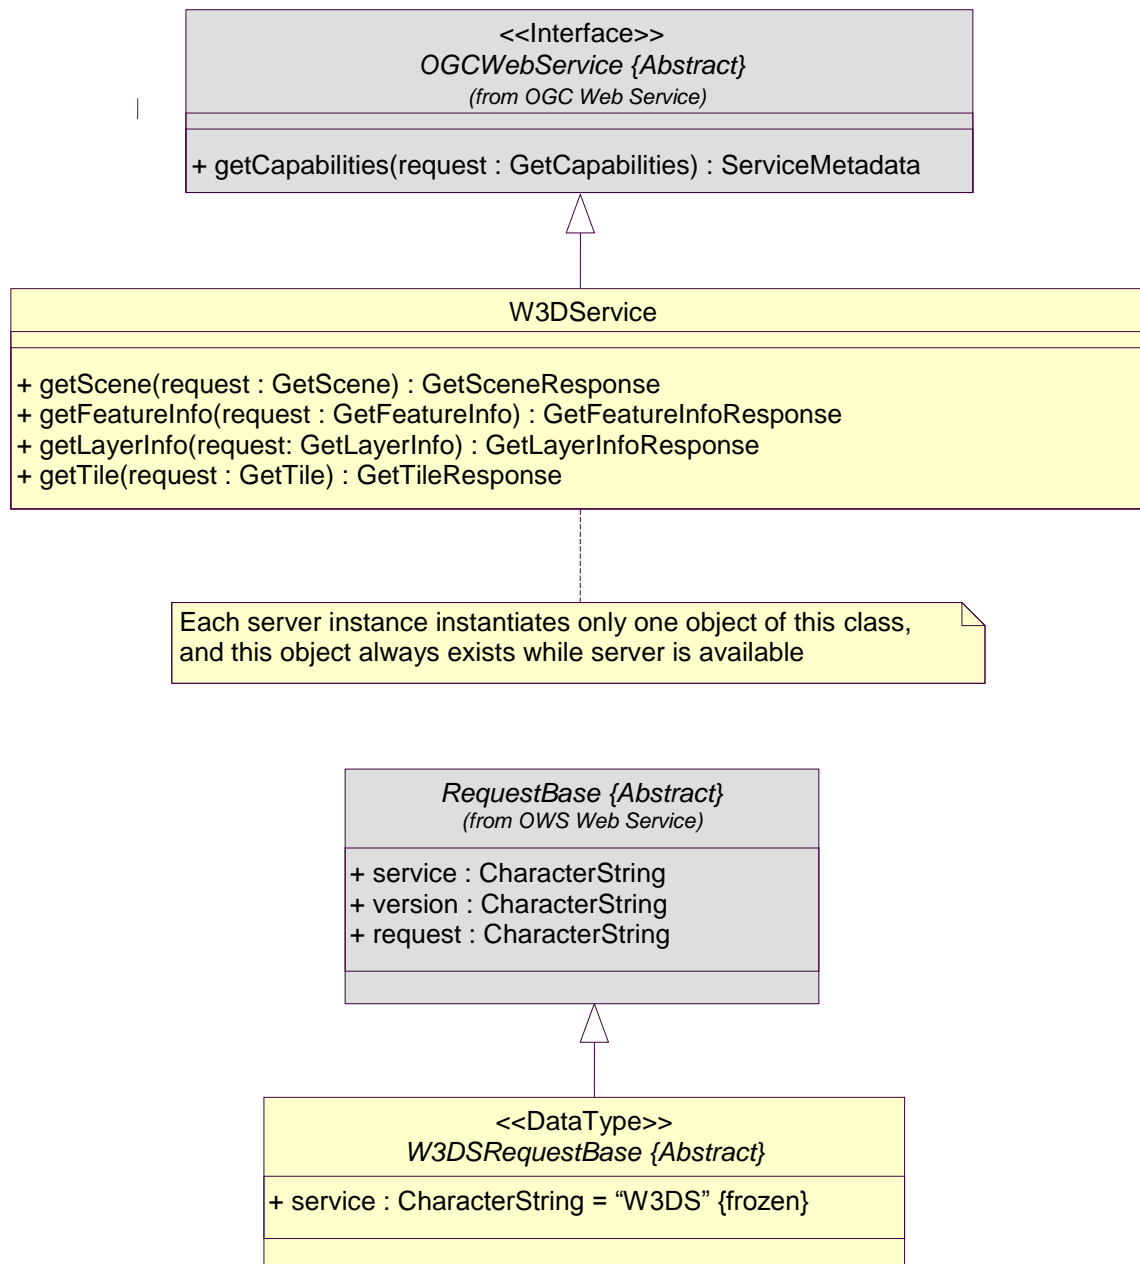 <<Interface>>
OGCWebService {Abstract}
(from OGC Web Service)
+ getCapabilities(request : GetCapabilities) : ServiceMetadata
W3DService
+ getScene(request : GetScene) : GetSceneResponse
+ getFeatureInfo(request : GetFeatureInfo) : GetFeatureInfoResponse
+ getLayerInfo(request: GetLayerInfo) : GetLayerInfoResponse
+ getTile(request : GetTile) : GetTileResponse
Each server instance instantiates only one object of this class,
and this object always exists while server is available
RequestBase {Abstract}
(from OWS Web Service)
+ service : CharacterString
+ version : CharacterString
+ request : CharacterString
<<DataType>>
W3DSRequestBase {Abstract}
+ service : CharacterString = “W3DS” {frozen}